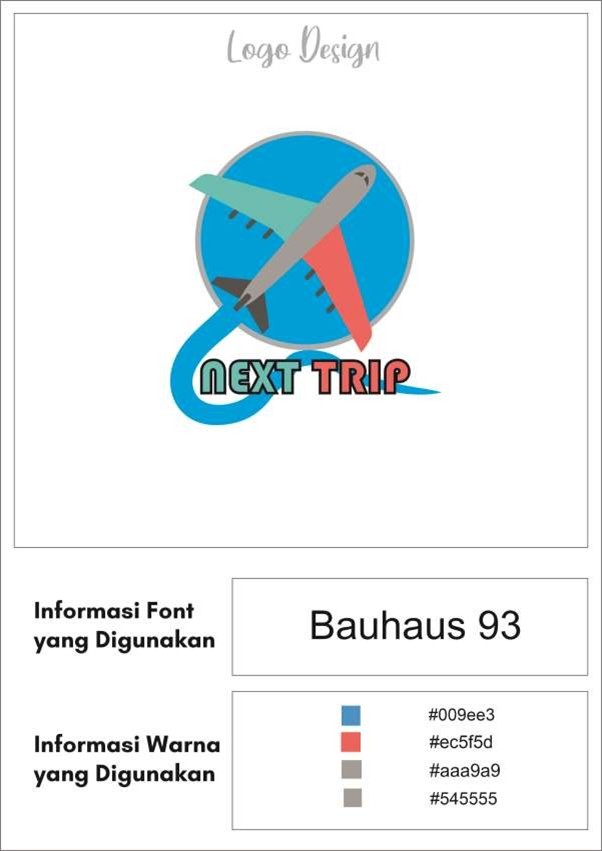 Logo Design
NEXT TRIP
Informasi Font
yang Digunakan
Bauhaus 93
Informasi Warna
yang Digunakan
#009ee3
#ec5f5d
#aaa9a9
#545555